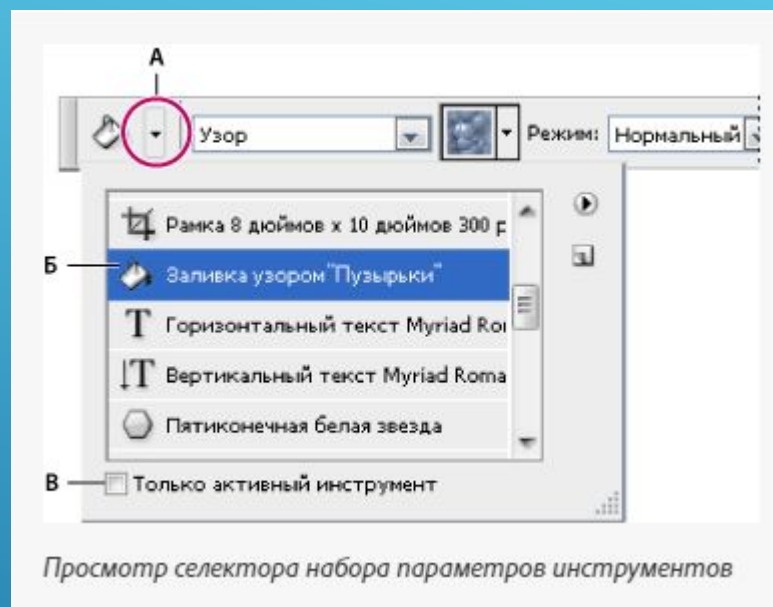 А
Узор
Режим: Нормальный
Рамка 8 дюймов x 10 дюймов 300 p
Б
Заливка узором "Пузырьки"
Горизонтальный текст Myriad Ro
Вертикальный текст Myriad Roma
Пятиконечная белая звезда
В
Только активный инструмент
Просмотр селектора набора параметров инструментов